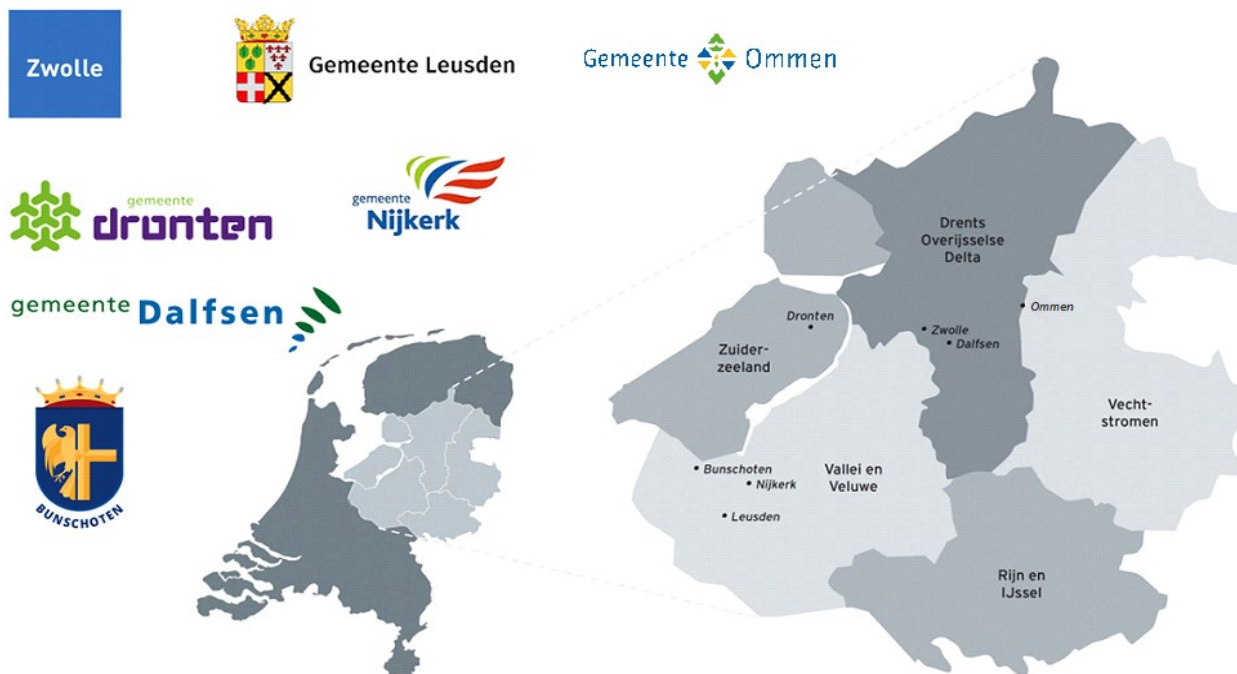 Zwolle
Gemeente Leusden
Gemeente Ommen
gemeente
dronten
gemeente
Nijkerk
gemeente Dalfsen
BUNSCHOTEN
Drents
Overijsselse
Delta
Ommen
Dronten
Zwolle
Dalfsen
Zuider-
zeeland
Vecht-
stromen
Bunschoten
Nijkerk
Leusden
Vallei en
Veluwe
Rijn en
IJssel